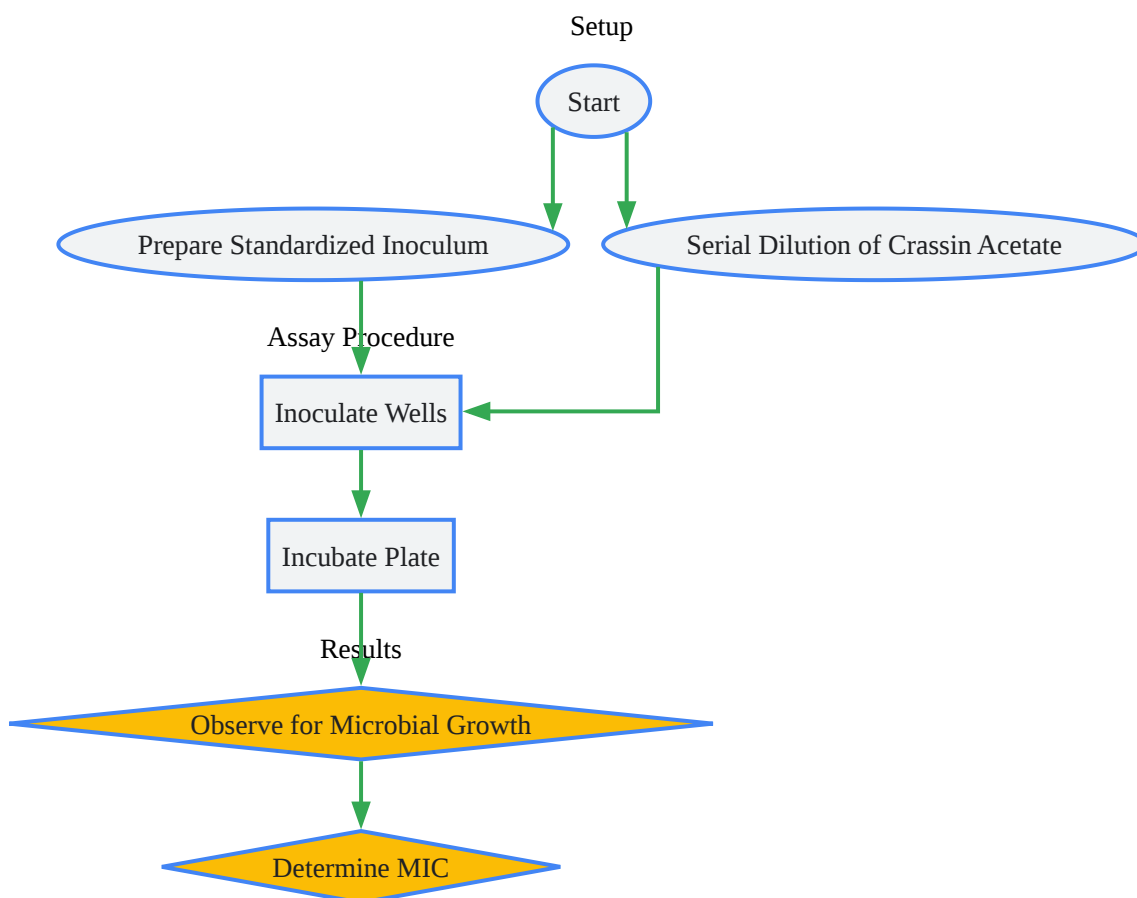 Setup
Start
Prepare Standardized Inoculum
Serial Dilution of Crassin Acetate
Assay Procedure
Inoculate Wells
Incubate Plate
Results
Observe for Microbial Growth
Determine MIC